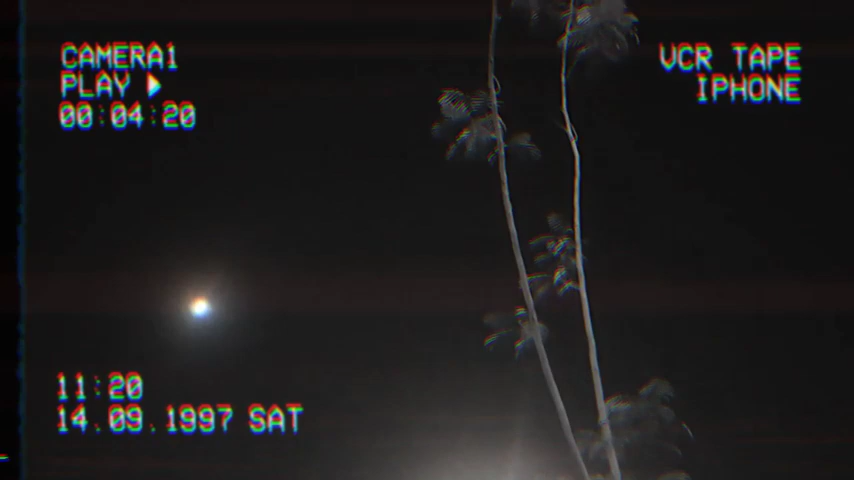 CAMERA1
PLAY
00:04:20
VCR TAPE
IPHONE
11:20
14.09.1997 SAT